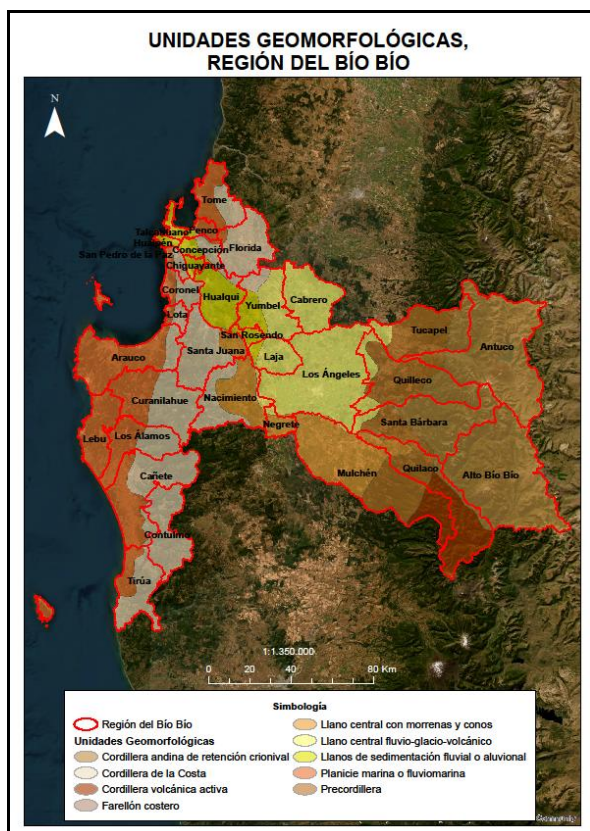 UNIDADES GEOMORFOLÓGICAS,
REGIÓN DEL BÍO BÍO
N
Tome
Talcahuano
Penco
Hualpén
Concepción
Florida
San Pedro de la Paz
Chiguayante
Coronel
Hualqui
Yumbel
Cabrero
Lota
San Rosendo
Tucapel
Antuco
Arauco
Santa Juana
Laja
Los Ángeles
Quilleco
Curanilahue
Nacimiento
Negrete
Santa Bárbara
Lebu
Los Álamos
Cañete
Mulchén
Quilaco
Alto Bío Bío
Contulmo
Tirúa
1:1.350.000
0 20 40 80 Km
Simbología
Región del Bío Bío
Unidades Geomorfológicas
Cordillera andina de retención crionival
Cordillera de la Costa
Cordillera volcánica activa
Farellón costero
Llano central con morrenas y conos
Llano central fluvio-glacio-volcánico
Llanos de sedimentación fluvial o aluvional
Planicie marina o fluviomarina
Precordillera